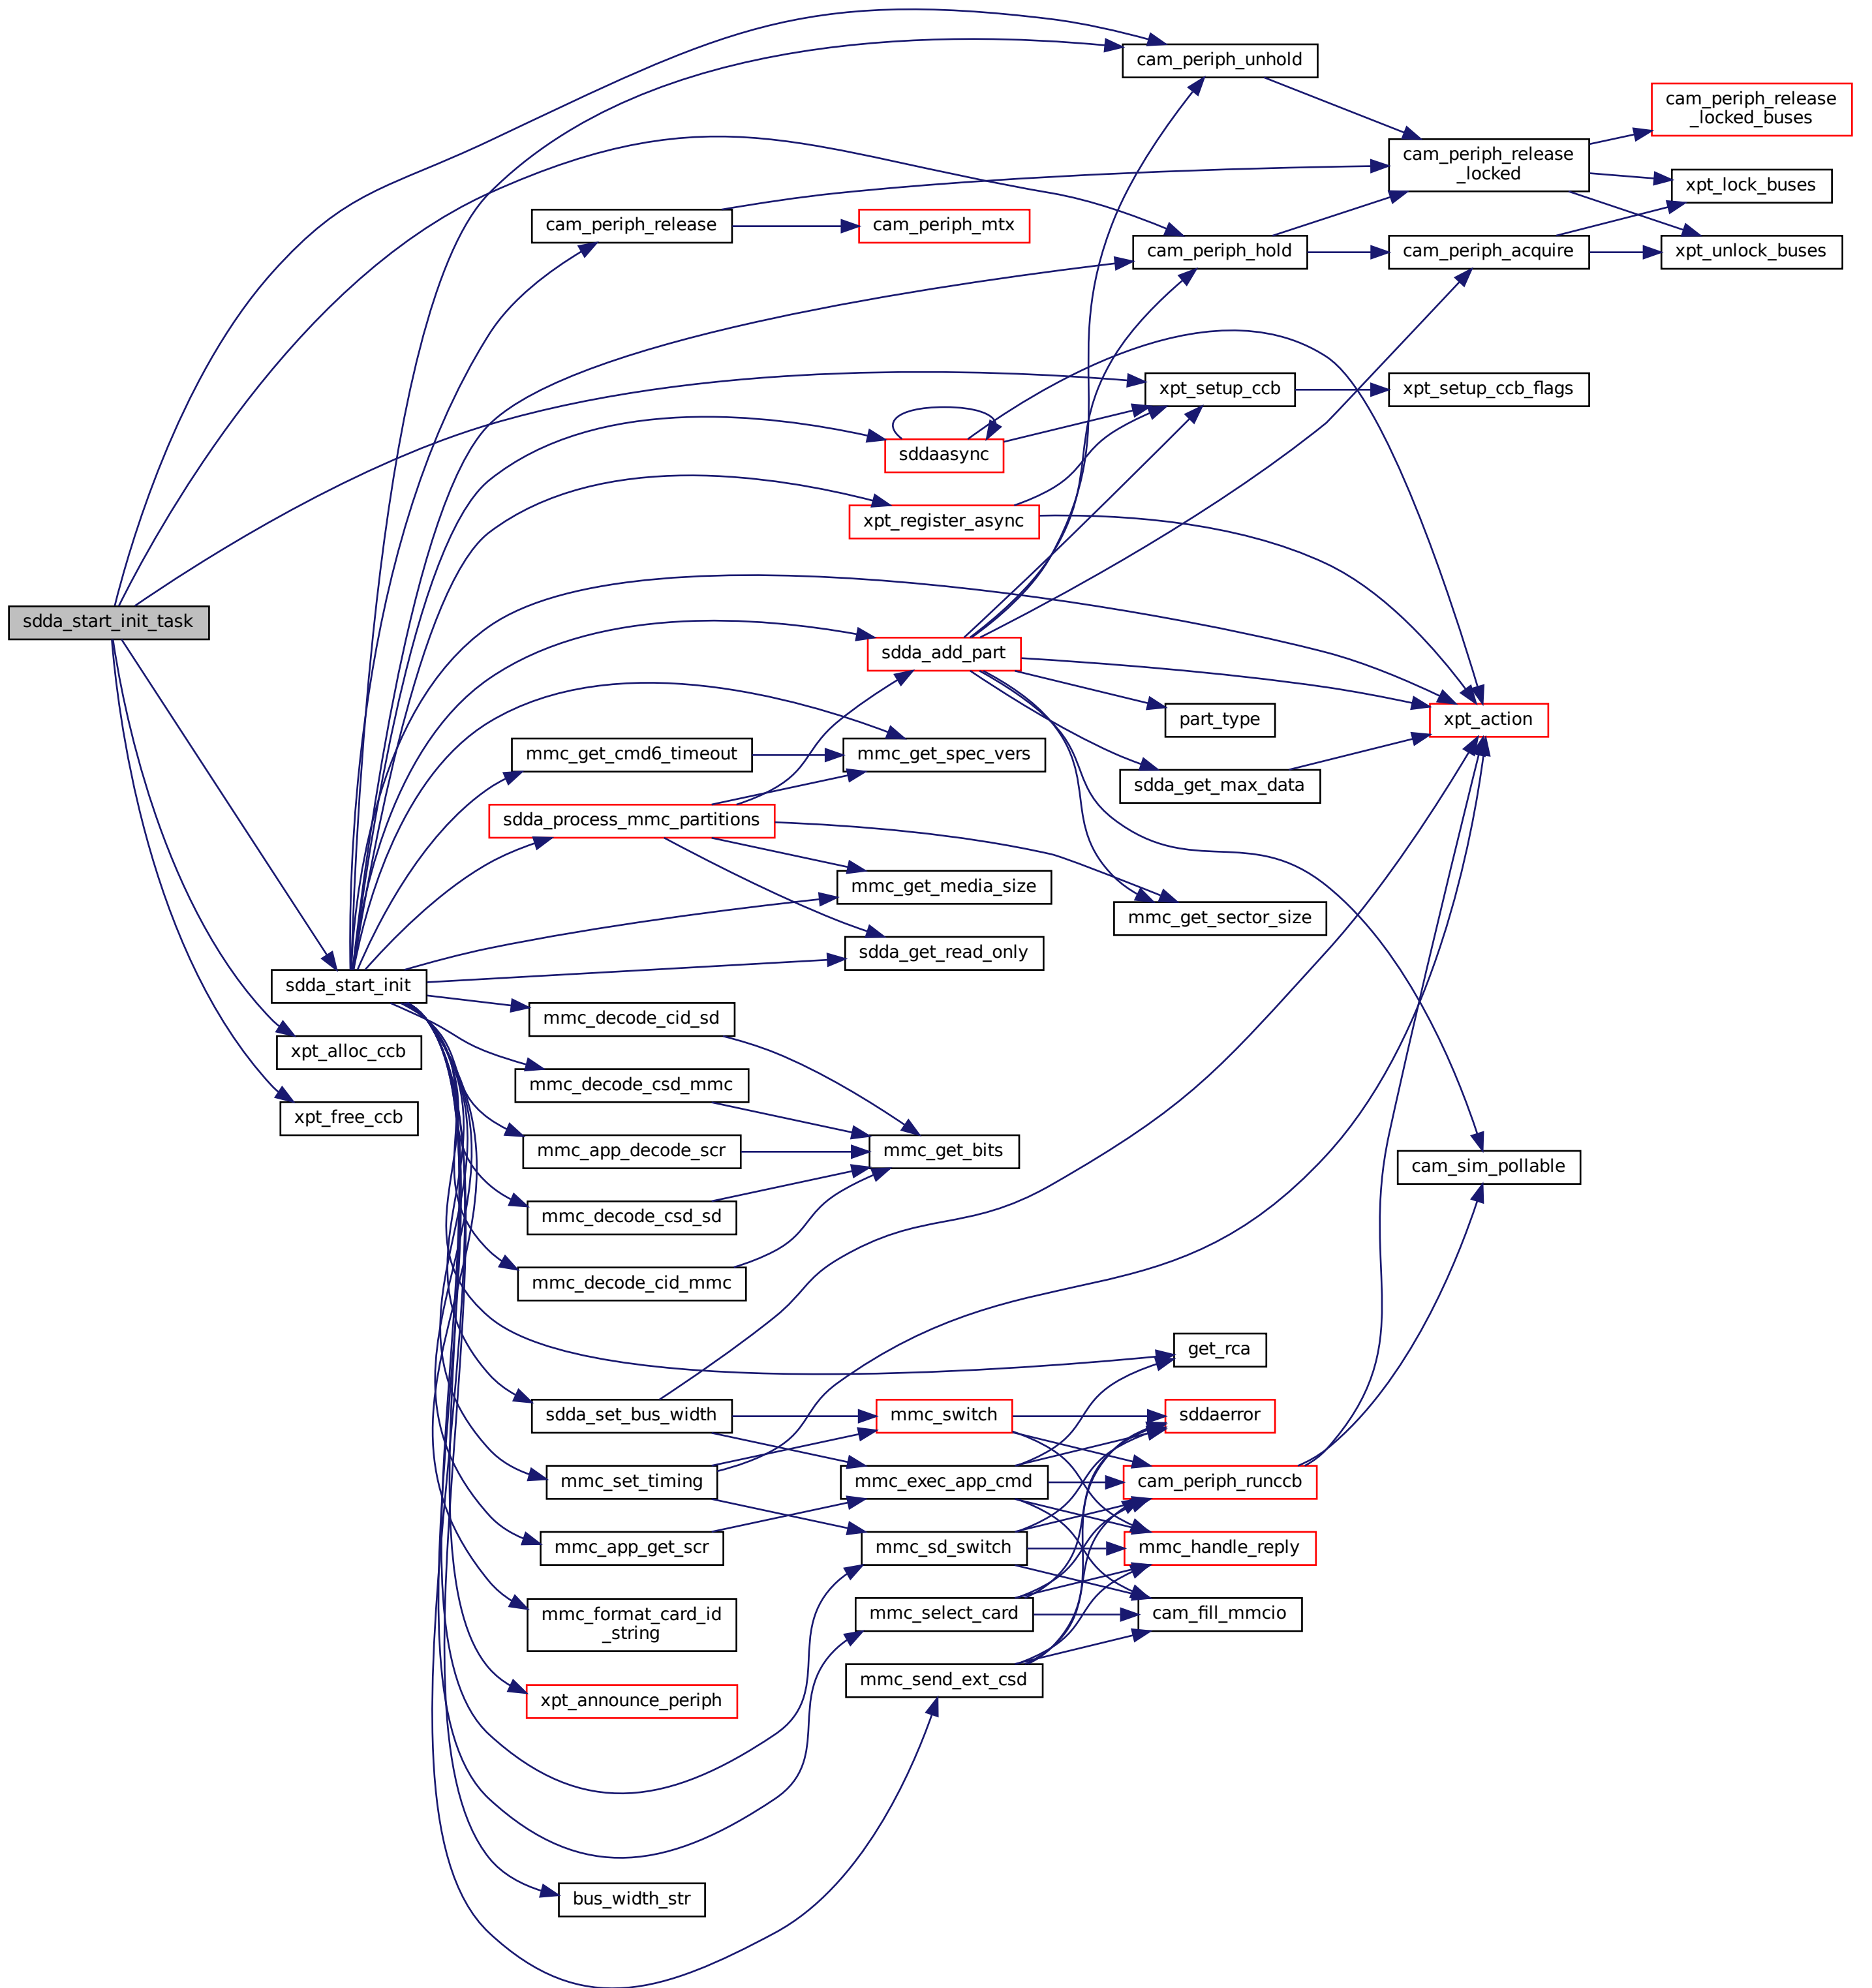 cam_periph_unhold
cam_periph_release
_locked_buses
cam_periph_release
_locked
xpt_lock_buses
cam_periph_release
cam_periph_mtx
cam_periph_hold
cam_periph_acquire
xpt_unlock_buses
xpt_setup_ccb
xpt_setup_ccb_flags
sddaasync
xpt_register_async
sdda_start_init_task
sdda_add_part
part_type
xpt_action
mmc_get_cmd6_timeout
mmc_get_spec_vers
sdda_get_max_data
sdda_process_mmc_partitions
mmc_get_media_size
mmc_get_sector_size
sdda_get_read_only
sdda_start_init
mmc_decode_cid_sd
xpt_alloc_ccb
mmc_decode_csd_mmc
xpt_free_ccb
mmc_app_decode_scr
mmc_get_bits
cam_sim_pollable
mmc_decode_csd_sd
mmc_decode_cid_mmc
get_rca
sdda_set_bus_width
mmc_switch
sddaerror
mmc_set_timing
mmc_exec_app_cmd
cam_periph_runccb
mmc_app_get_scr
mmc_sd_switch
mmc_handle_reply
mmc_format_card_id
_string
mmc_select_card
cam_fill_mmcio
mmc_send_ext_csd
xpt_announce_periph
bus_width_str